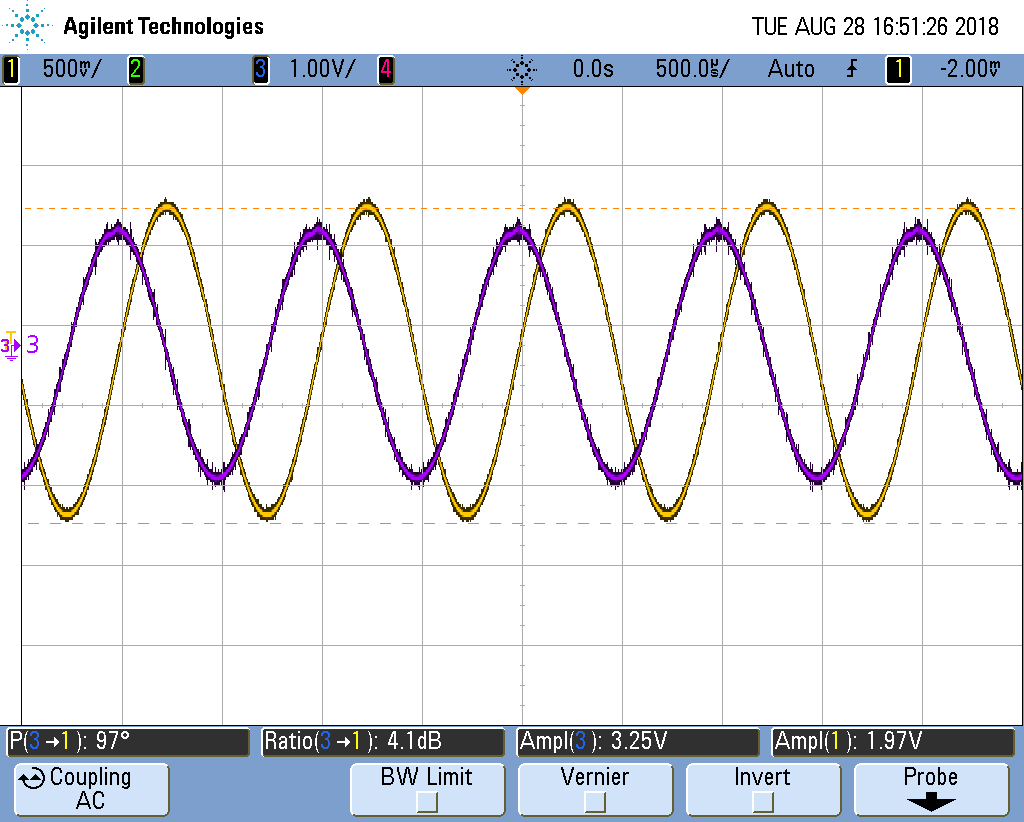 Agilent Technologies TUE AUG 28 16:51:26 2018
1 500mV/ 2 3 1.00V/ 4 0.0s 500.0µs/ Auto 1 -2.00mV
3 3
P(3→1): 97° Ratio(3→1): 4.1dB Ampl(3): 3.25V Ampl(1): 1.97V
Coupling BW Limit Vernier Invert Probe
AC